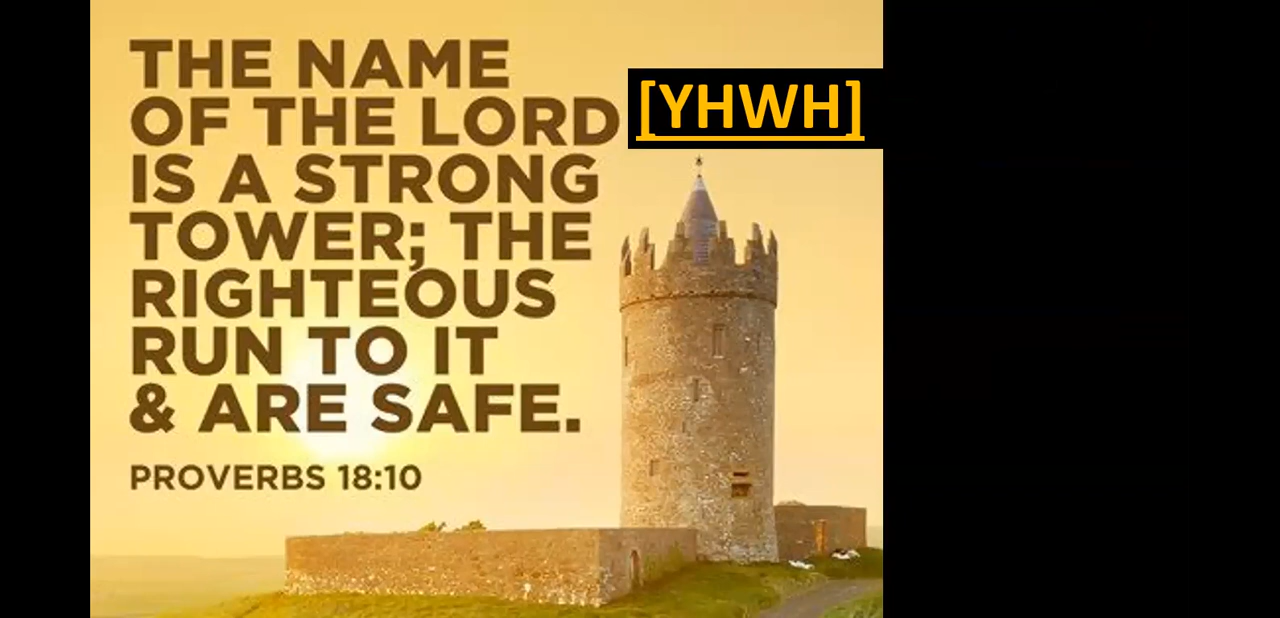 THE NAME
OF THE LORD [YHWH]
IS A STRONG
TOWER; THE
RIGHTEOUS
RUN TO IT
& ARE SAFE.
PROVERBS 18:10